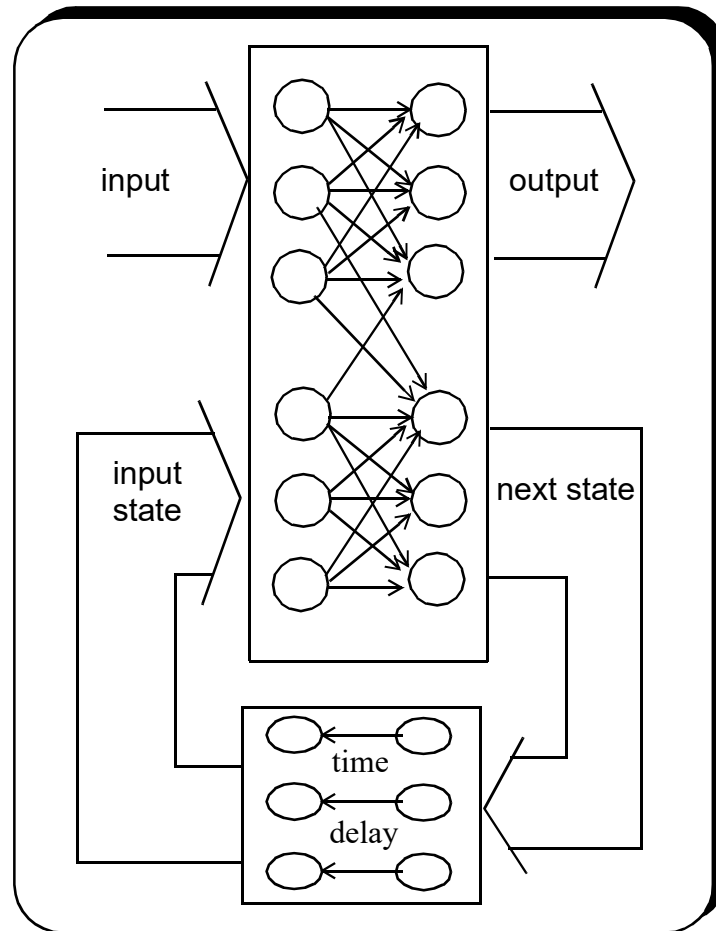 input
output
input
state
next state
time
delay